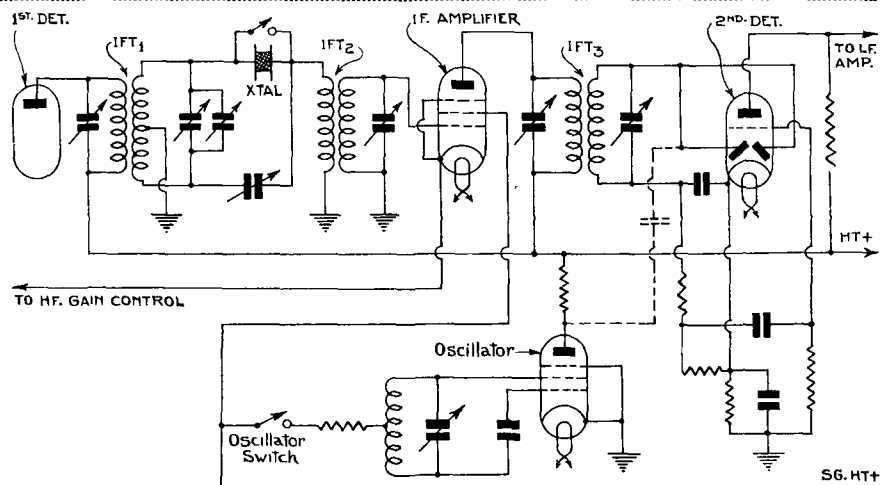 1ST. DET.
IFT1
XTAL
IFT2
I.F. AMPLIFIER
IFT3
2ND. DET.
TO L.F.
AMP.
HT+
TO HF. GAIN CONTROL
Oscillator
Oscillator
Switch
SG. HT+